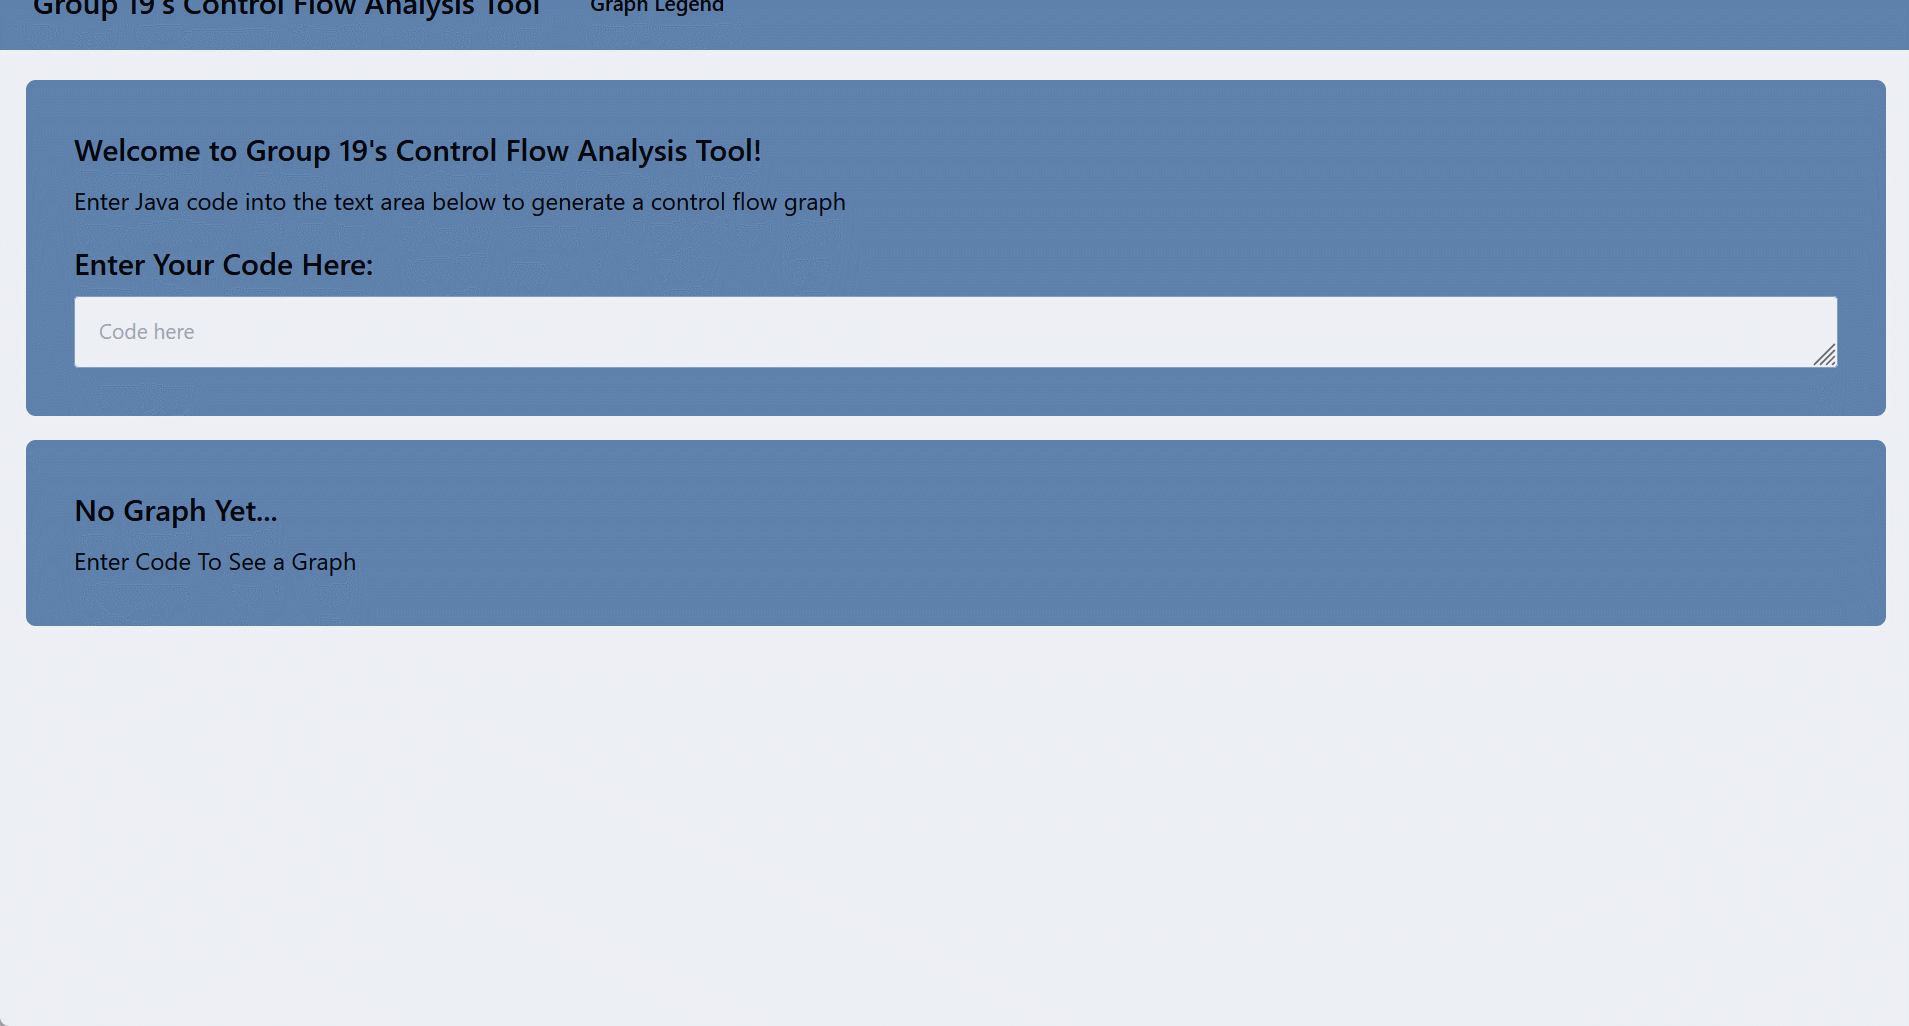 Group 19's Control Flow Analysis Tool
Graph Legend
Welcome to Group 19's Control Flow Analysis Tool!
Enter Java code into the text area below to generate a control flow graph
Enter Your Code Here:
Code here
No Graph Yet...
Enter Code To See a Graph